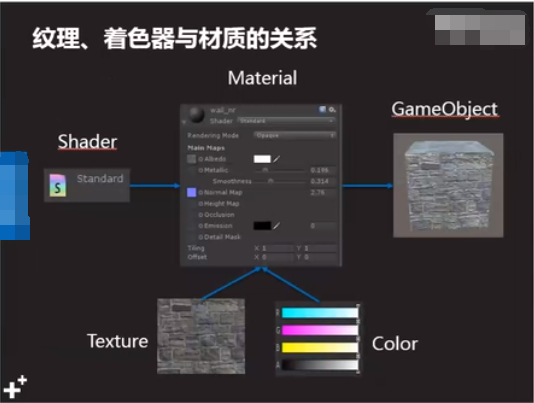 纹理、着色器与材质的关系
Material
GameObject
Shader
Standard
wall_nr
Shader Standard
Rendering Mode Opaque
Main Maps
Albedo
Metallic 0.196
Smoothness 0.314
Normal Map 2.76
Height Map
Occlusion
Emission 0
Detail Mask
Tiling X 1 Y 1
Offset X 0 Y 0
Texture
Color
R
G
B
A